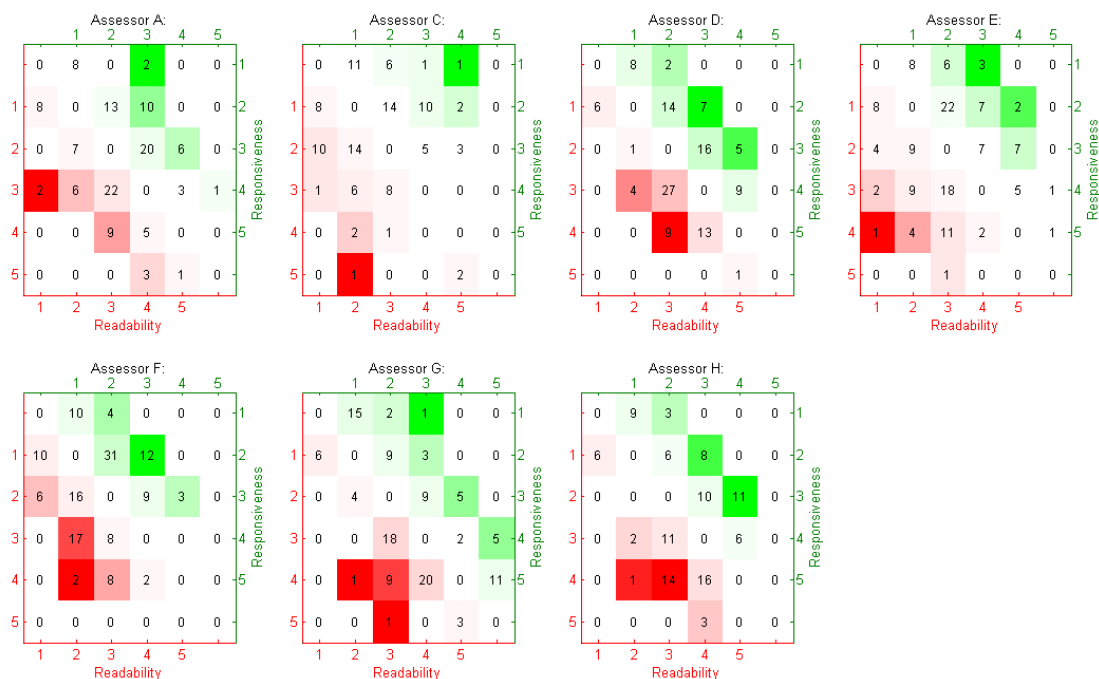 Assessor A: Assessor C: Assessor D: Assessor E:
1 2 3 4 5 1 2 3 4 5 1 2 3 4 5 1 2 3 4 5
0 8 0 2 0 0 1 0 11 6 1 1 0 1 0 8 2 0 0 0 1 0 8 6 3 0 0 1
1 8 0 13 10 0 0 2 1 8 0 14 10 2 0 2 1 6 0 14 7 0 0 2 1 8 0 22 7 2 0 2
2 0 7 0 20 6 0 3 2 10 14 0 5 3 0 3 2 0 1 0 16 5 0 3 2 4 9 0 7 7 0 3
3 2 6 22 0 3 1 4 3 1 6 8 0 0 0 4 3 0 4 27 0 9 0 4 3 2 9 18 0 5 1 4
4 0 0 9 5 0 0 5 4 0 2 1 0 0 0 5 4 0 0 9 13 0 0 5 4 1 4 11 2 0 1 5
5 0 0 0 3 1 0 5 0 1 0 0 2 0 5 0 0 0 0 1 0 5 0 0 1 0 0 0
1 2 3 4 5 1 2 3 4 5 1 2 3 4 5 1 2 3 4 5
Readability Readability Readability Readability
Responsiveness Responsiveness Responsiveness Responsiveness
Assessor F: Assessor G: Assessor H:
1 2 3 4 5 1 2 3 4 5 1 2 3 4 5
0 10 4 0 0 0 1 0 15 2 1 0 0 1 0 9 3 0 0 0 1
1 10 0 31 12 0 0 2 1 6 0 9 3 0 0 2 1 6 0 6 8 0 0 2
2 6 16 0 9 3 0 3 2 0 4 0 9 5 0 3 2 0 0 0 10 11 0 3
3 0 17 8 0 0 0 4 3 0 0 18 0 2 5 4 3 0 2 11 0 6 0 4
4 0 2 8 2 0 0 5 4 0 1 9 20 0 11 5 4 0 1 14 16 0 0 5
5 0 0 0 0 0 0 5 0 0 1 0 3 0 5 0 0 0 3 0 0
1 2 3 4 5 1 2 3 4 5 1 2 3 4 5
Readability Readability Readability
Responsiveness Responsiveness Responsiveness